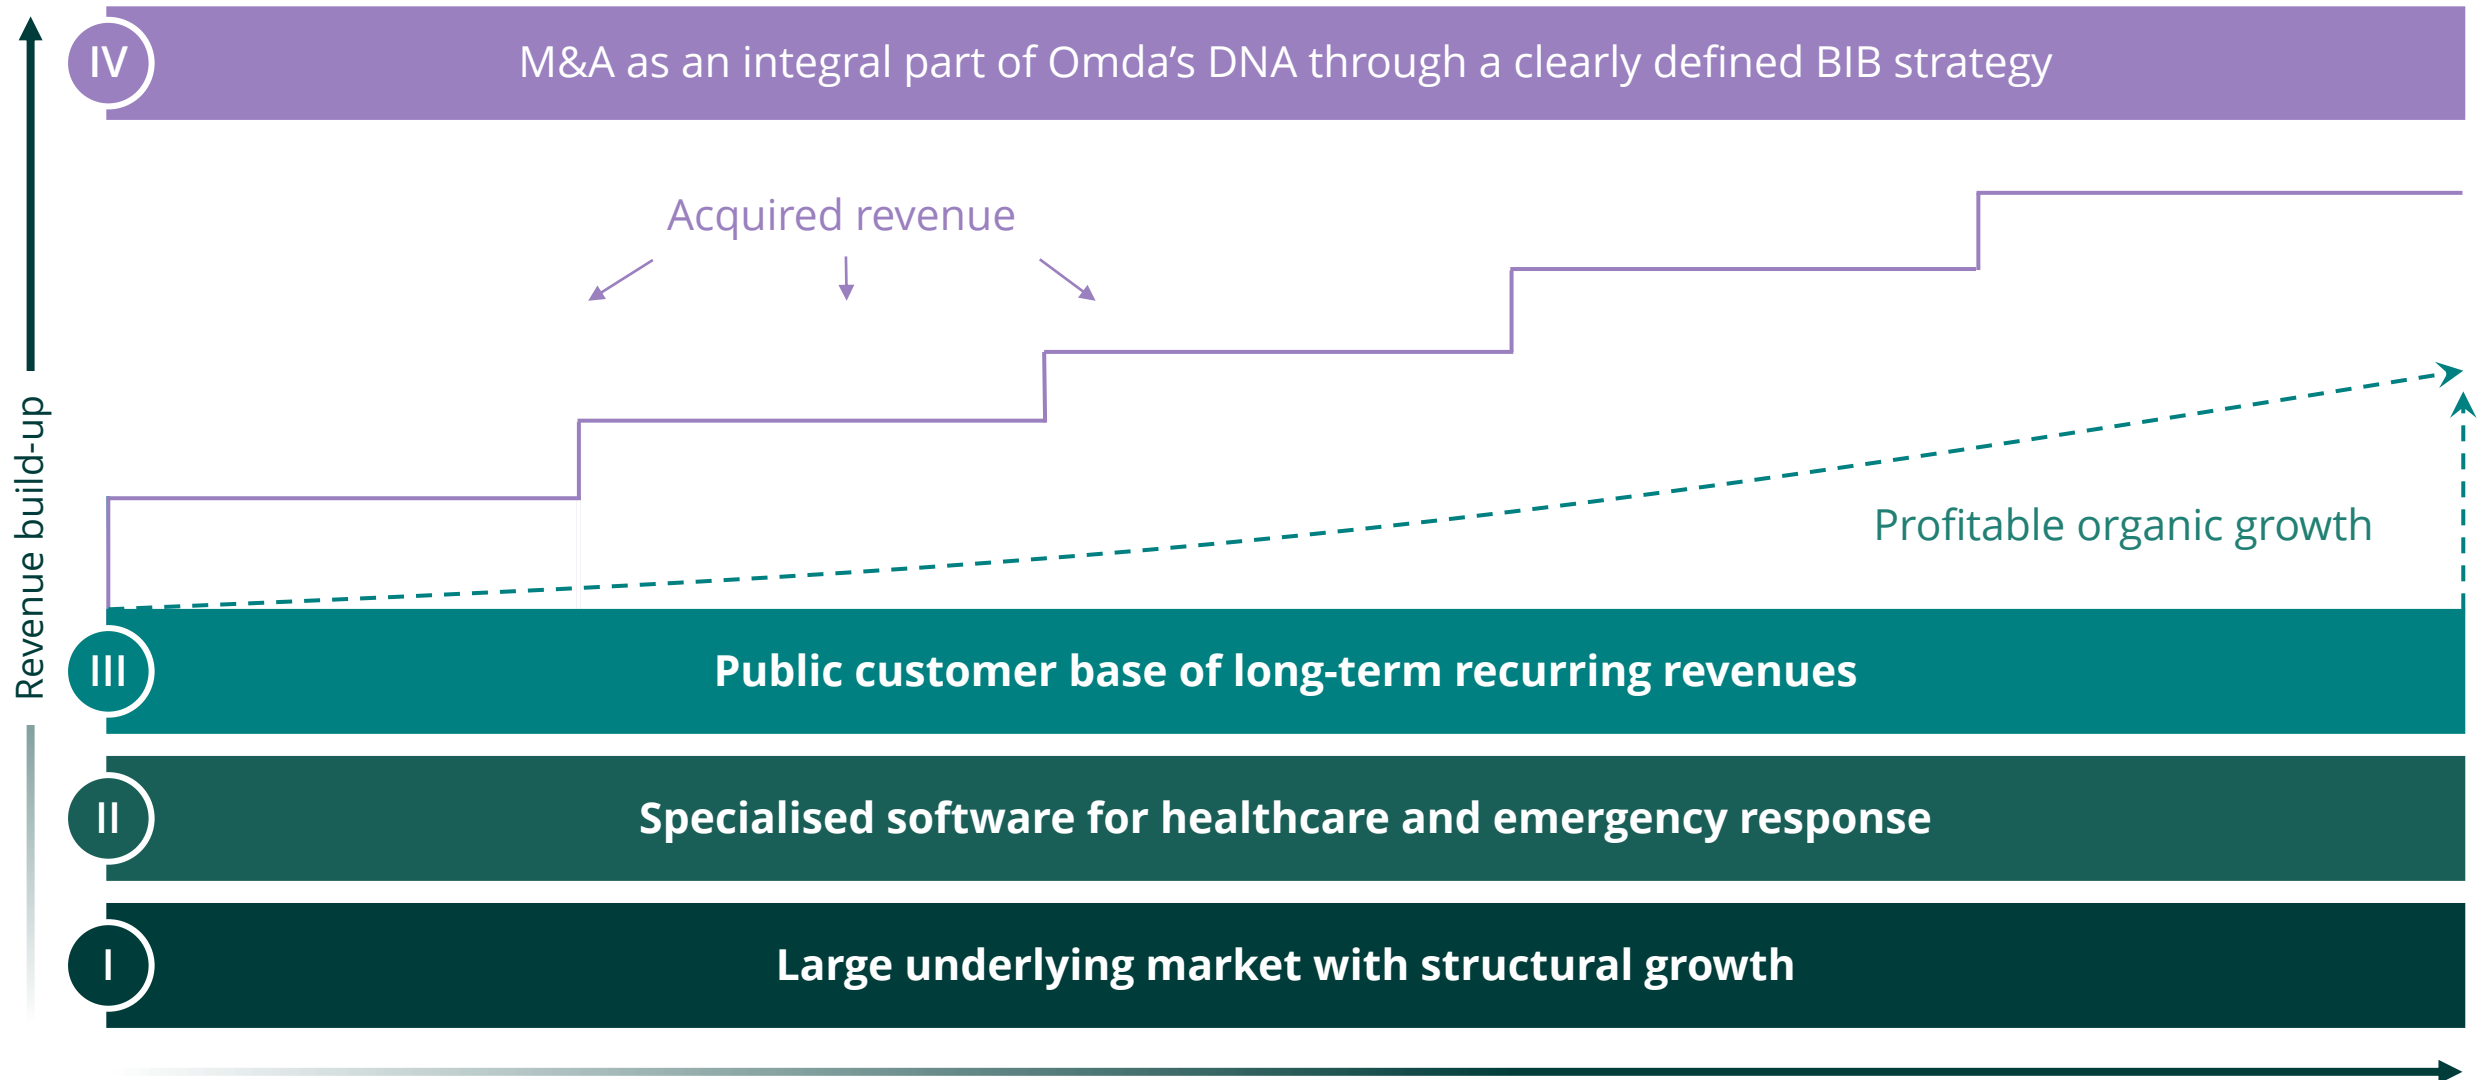 IV
M&A as an integral part of Omda’s DNA through a clearly defined BIB strategy
Acquired revenue
Revenue build-up
Profitable organic growth
III
Public customer base of long-term recurring revenues
II
Specialised software for healthcare and emergency response
I
Large underlying market with structural growth